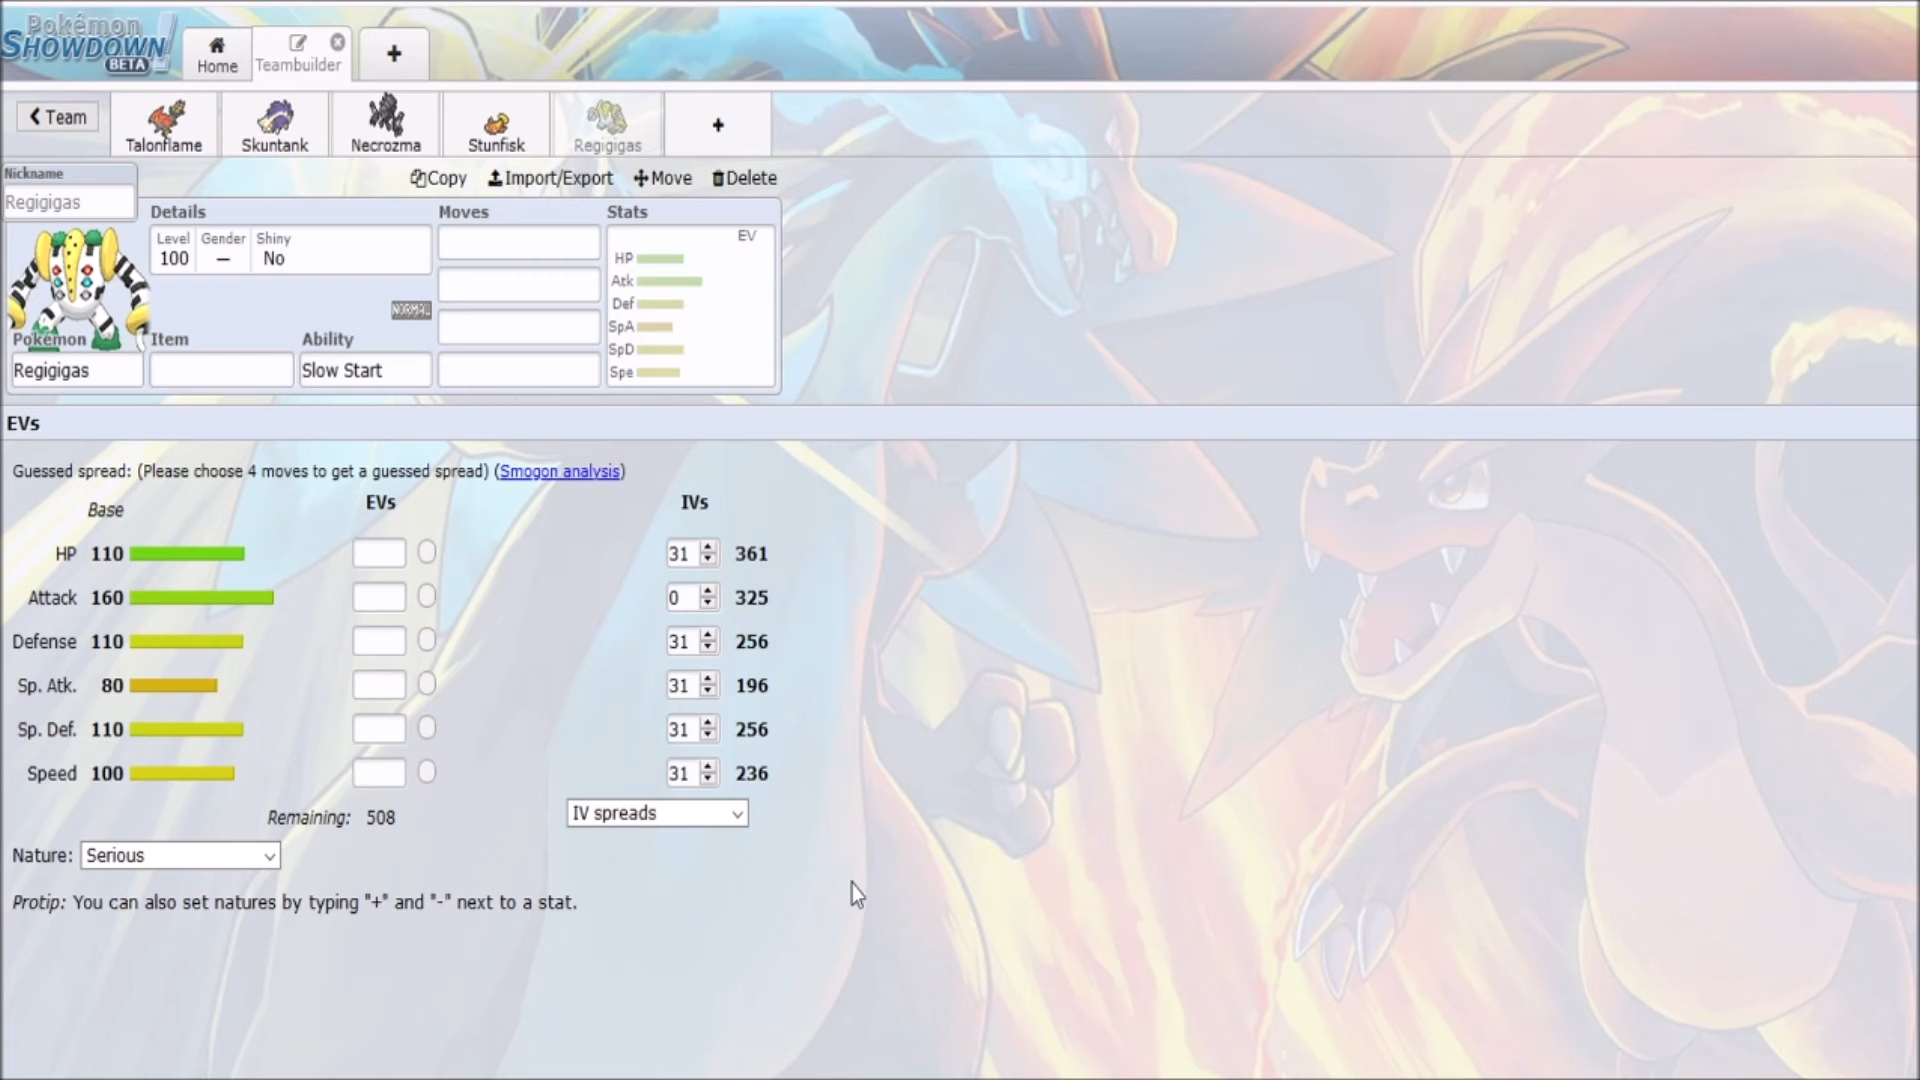 Pokémon
SHOWDOWN!
BETA
Home
Teambuilder
+
Team
Talonflame
Skuntank
Necrozma
Stunfisk
Regigigas
+
Copy
Import/Export
Move
Delete
Nickname
Regigigas
Details
Moves
Stats
Level
Gender
Shiny
100
—
No
EV
HP
Atk
Def
SpA
SpD
Spe
NORMAL
Pokémon
Item
Ability
Regigigas
Slow Start
EVs
Guessed spread: (Please choose 4 moves to get a guessed spread) (Smogon analysis)
Base
EVs
IVs
HP 110 31 361
Attack 160 0 325
Defense 110 31 256
Sp. Atk. 80 31 196
Sp. Def. 110 31 256
Speed 100 31 236
Remaining: 508
IV spreads
Nature: Serious
Protip: You can also set natures by typing "+" and "-" next to a stat.